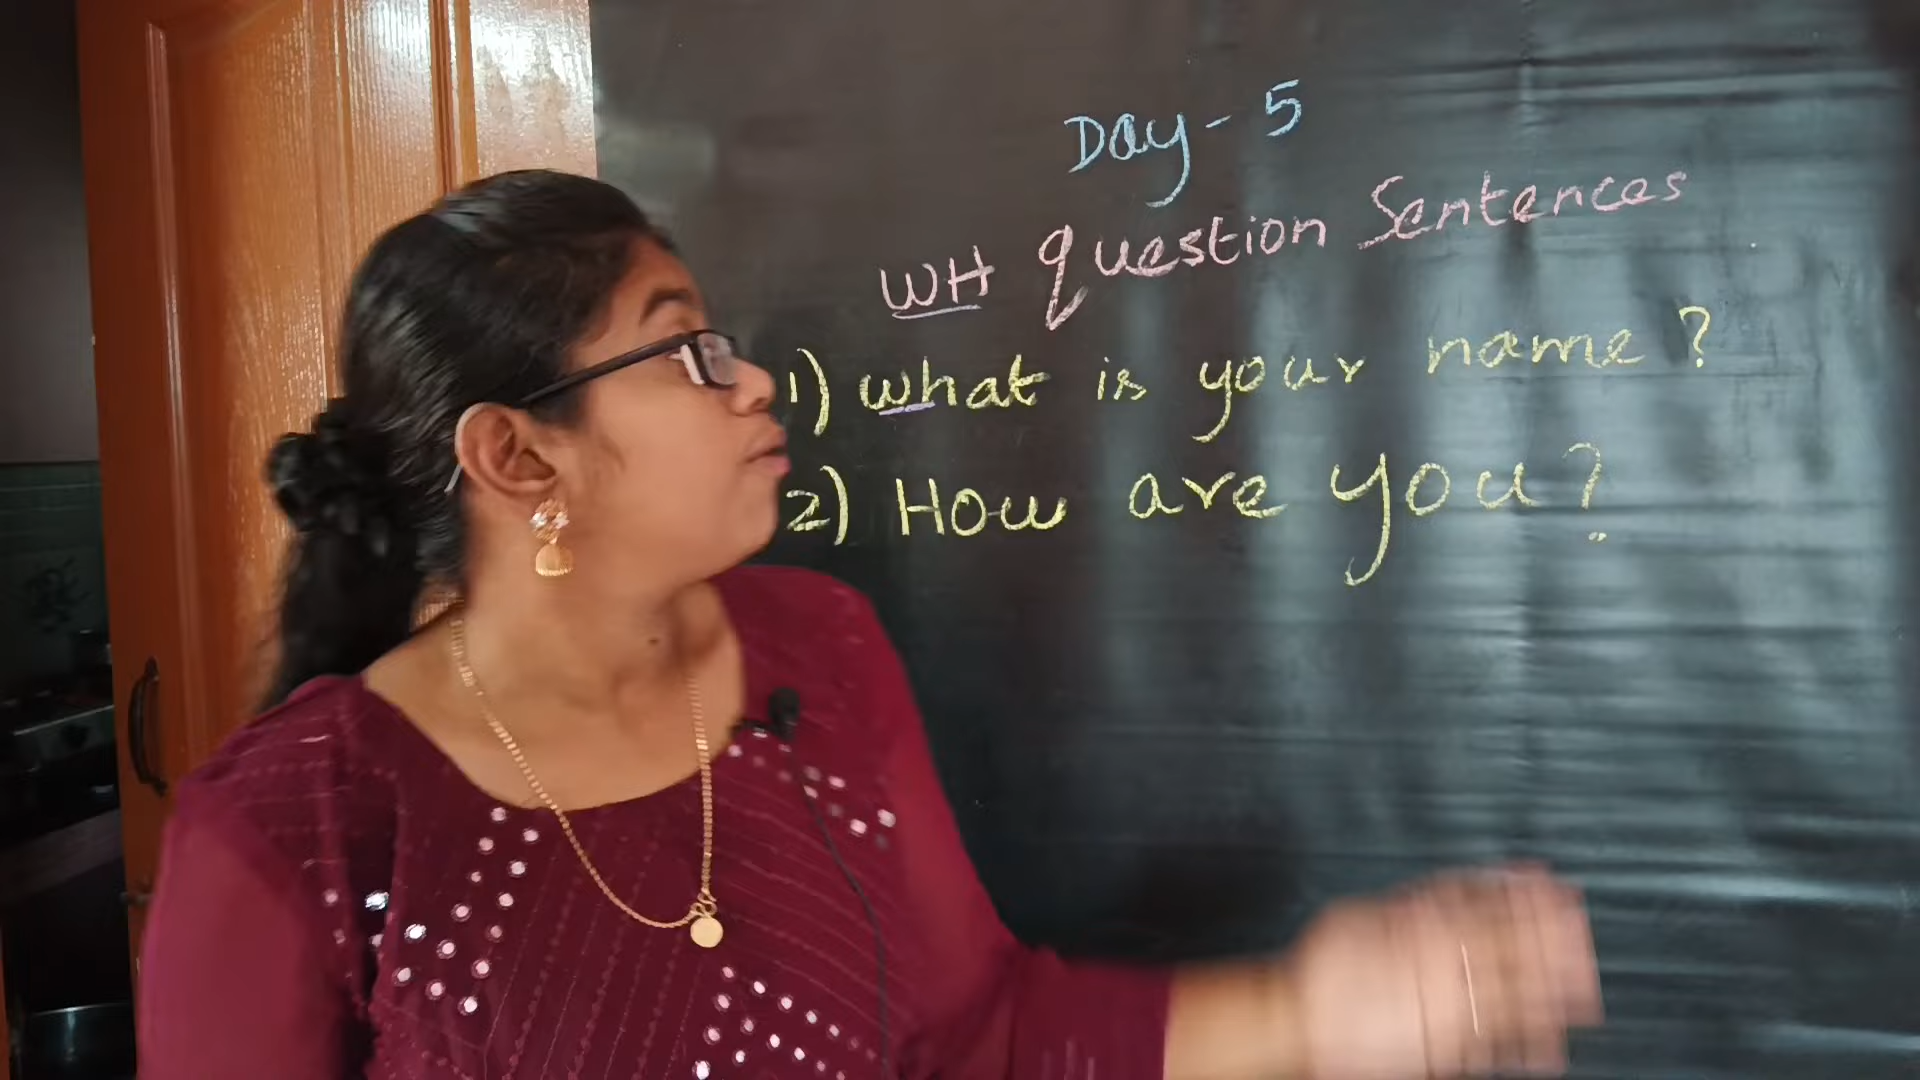 Day - 5
WH Question Sentences
1) What is your name ?
2) How are you?